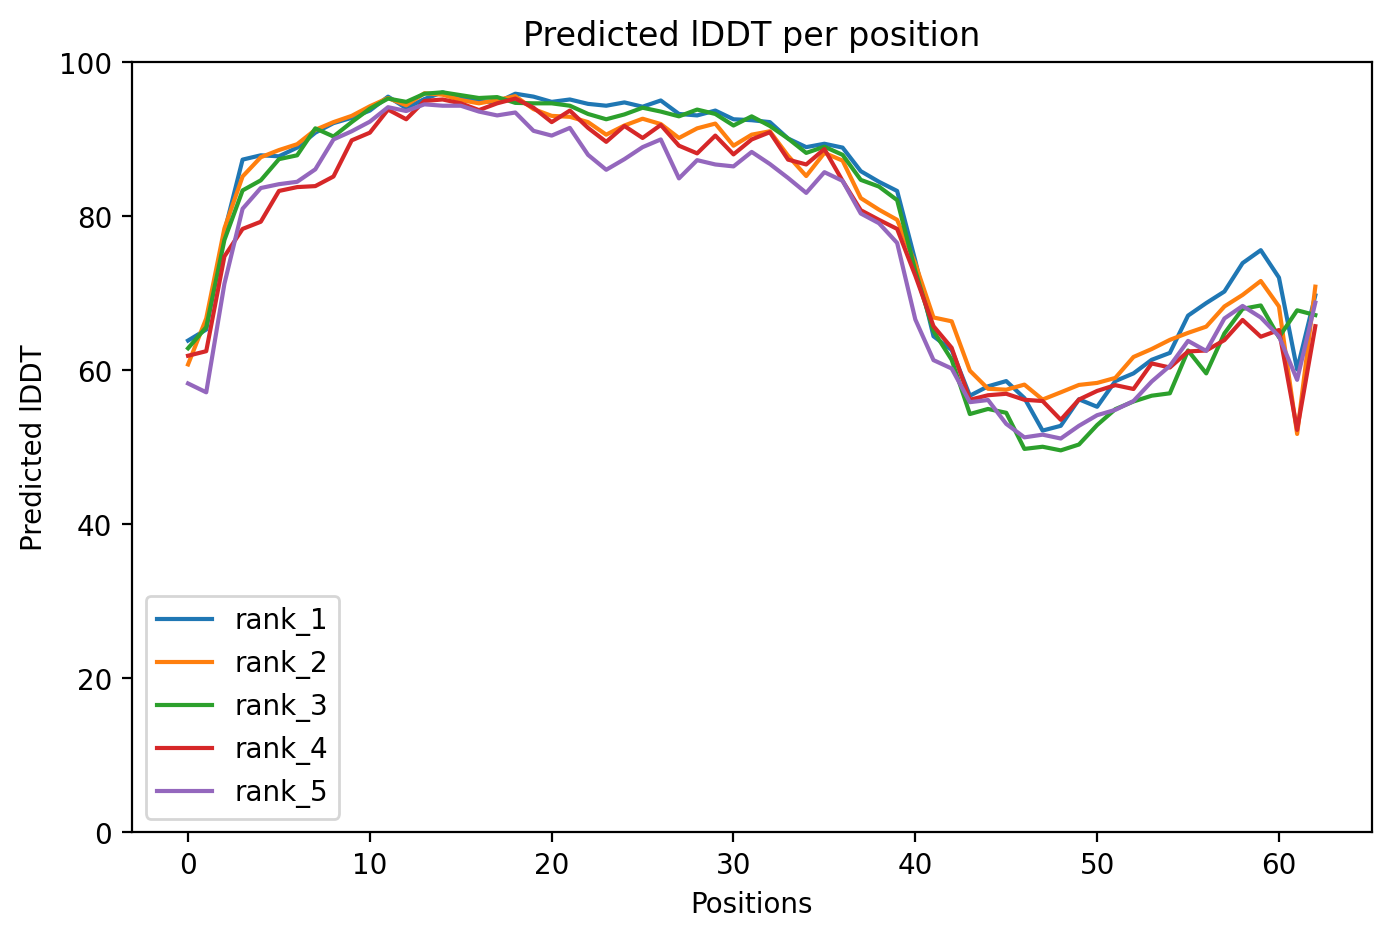 Predicted lDDT per position
100
80
60
40
20
0
Predicted lDDT
rank_1
rank_2
rank_3
rank_4
rank_5
0 10 20 30 40 50 60
Positions